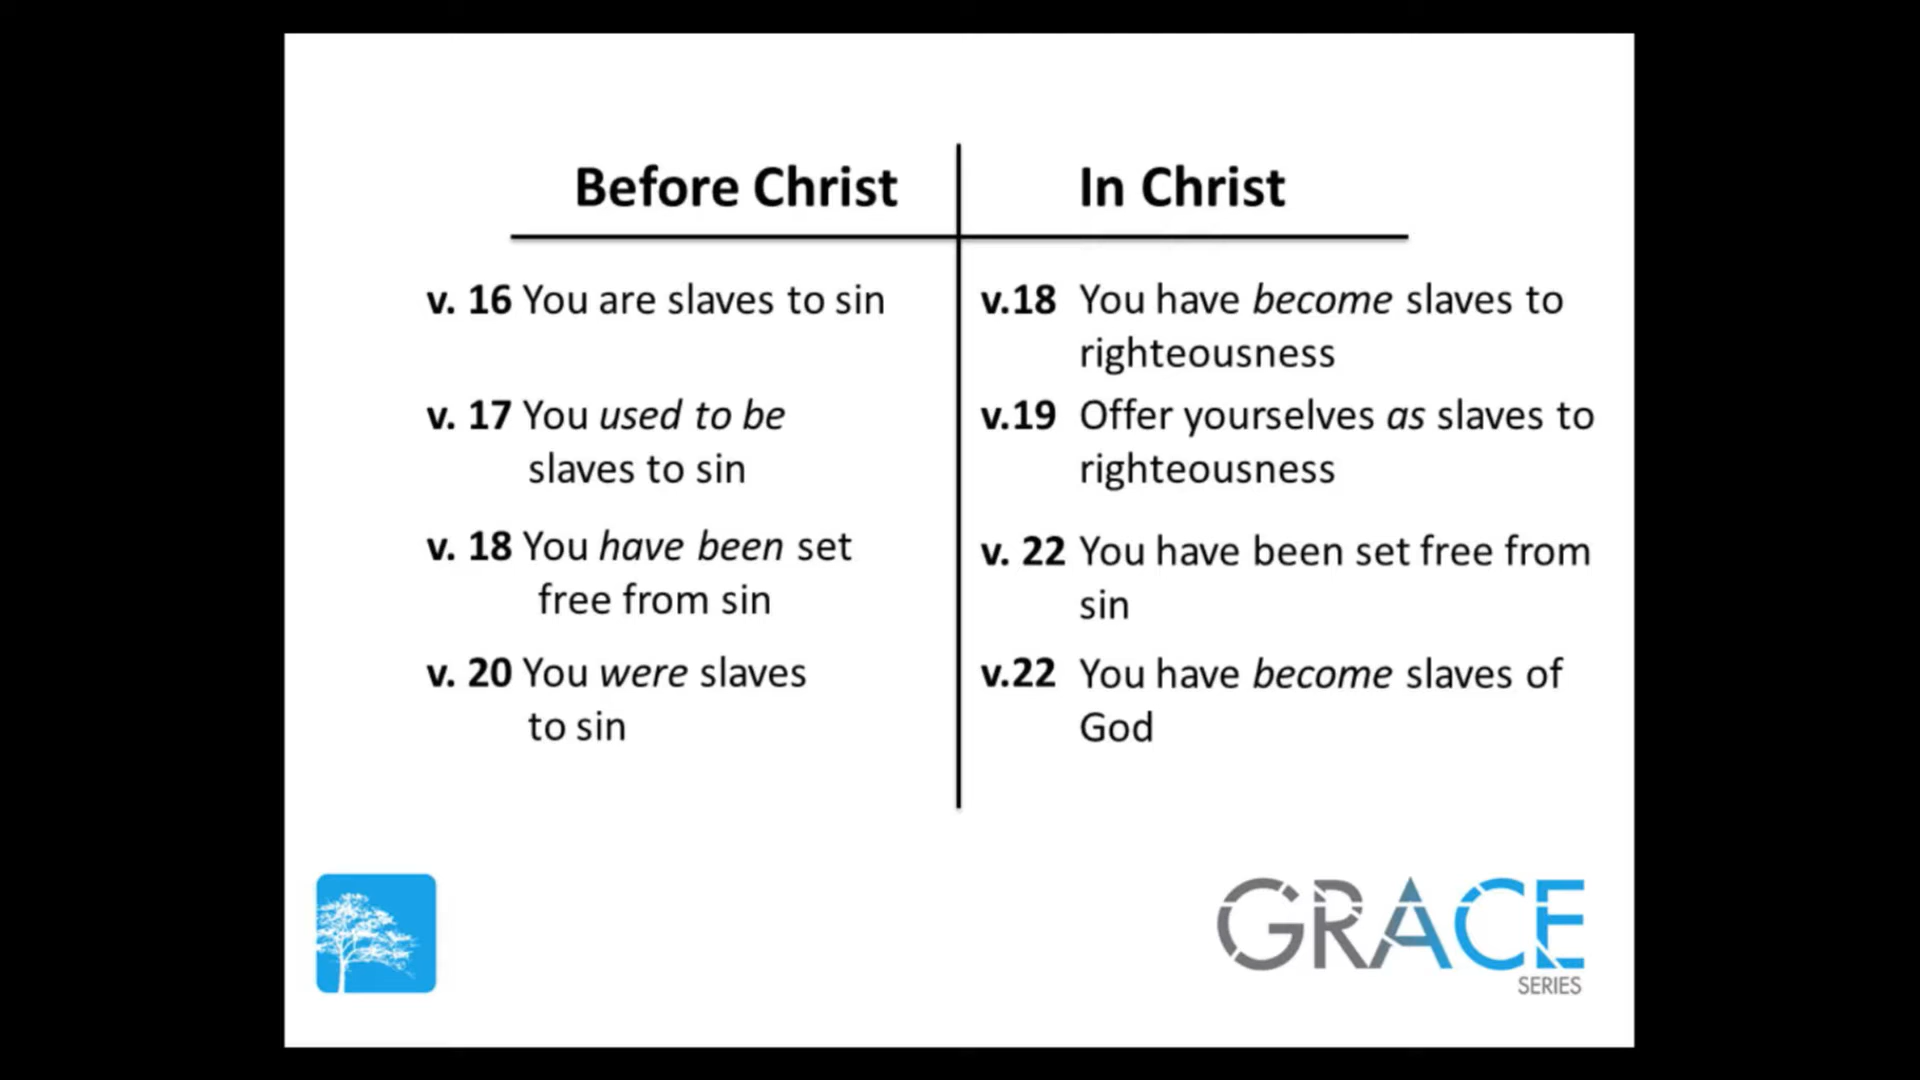 Before Christ
In Christ
v. 16 You are slaves to sin
v. 17 You used to be
slaves to sin
v. 18 You have been set
free from sin
v. 20 You were slaves
to sin
v.18 You have become slaves to
righteousness
v.19 Offer yourselves as slaves to
righteousness
v. 22 You have been set free from
sin
v.22 You have become slaves of
God
GRACE
SERIES